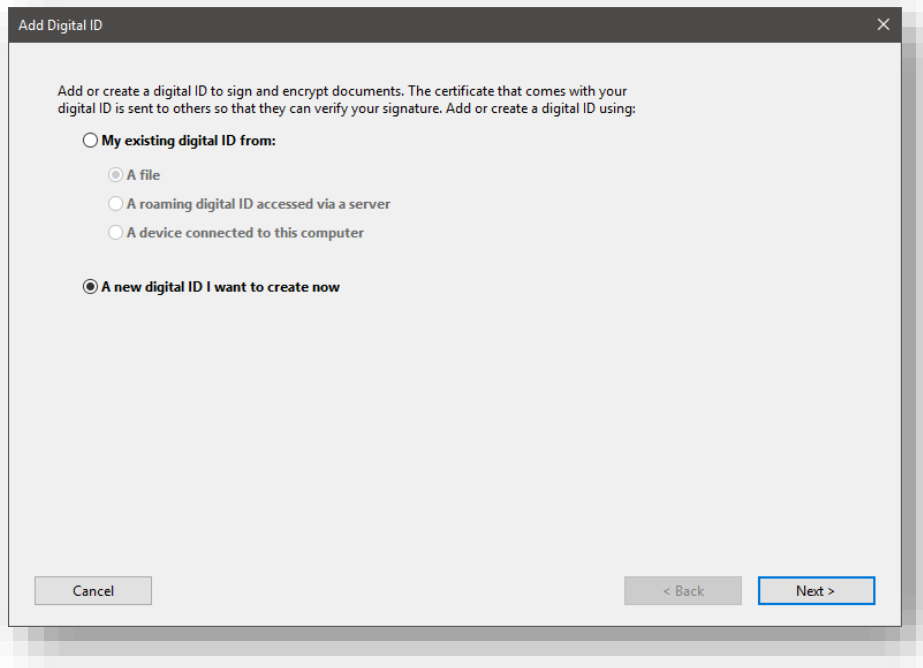 Add Digital ID
Add or create a digital ID to sign and encrypt documents. The certificate that comes with your
digital ID is sent to others so that they can verify your signature. Add or create a digital ID using:
My existing digital ID from:
A file
A roaming digital ID accessed via a server
A device connected to this computer
A new digital ID I want to create now
Cancel
< Back
Next >